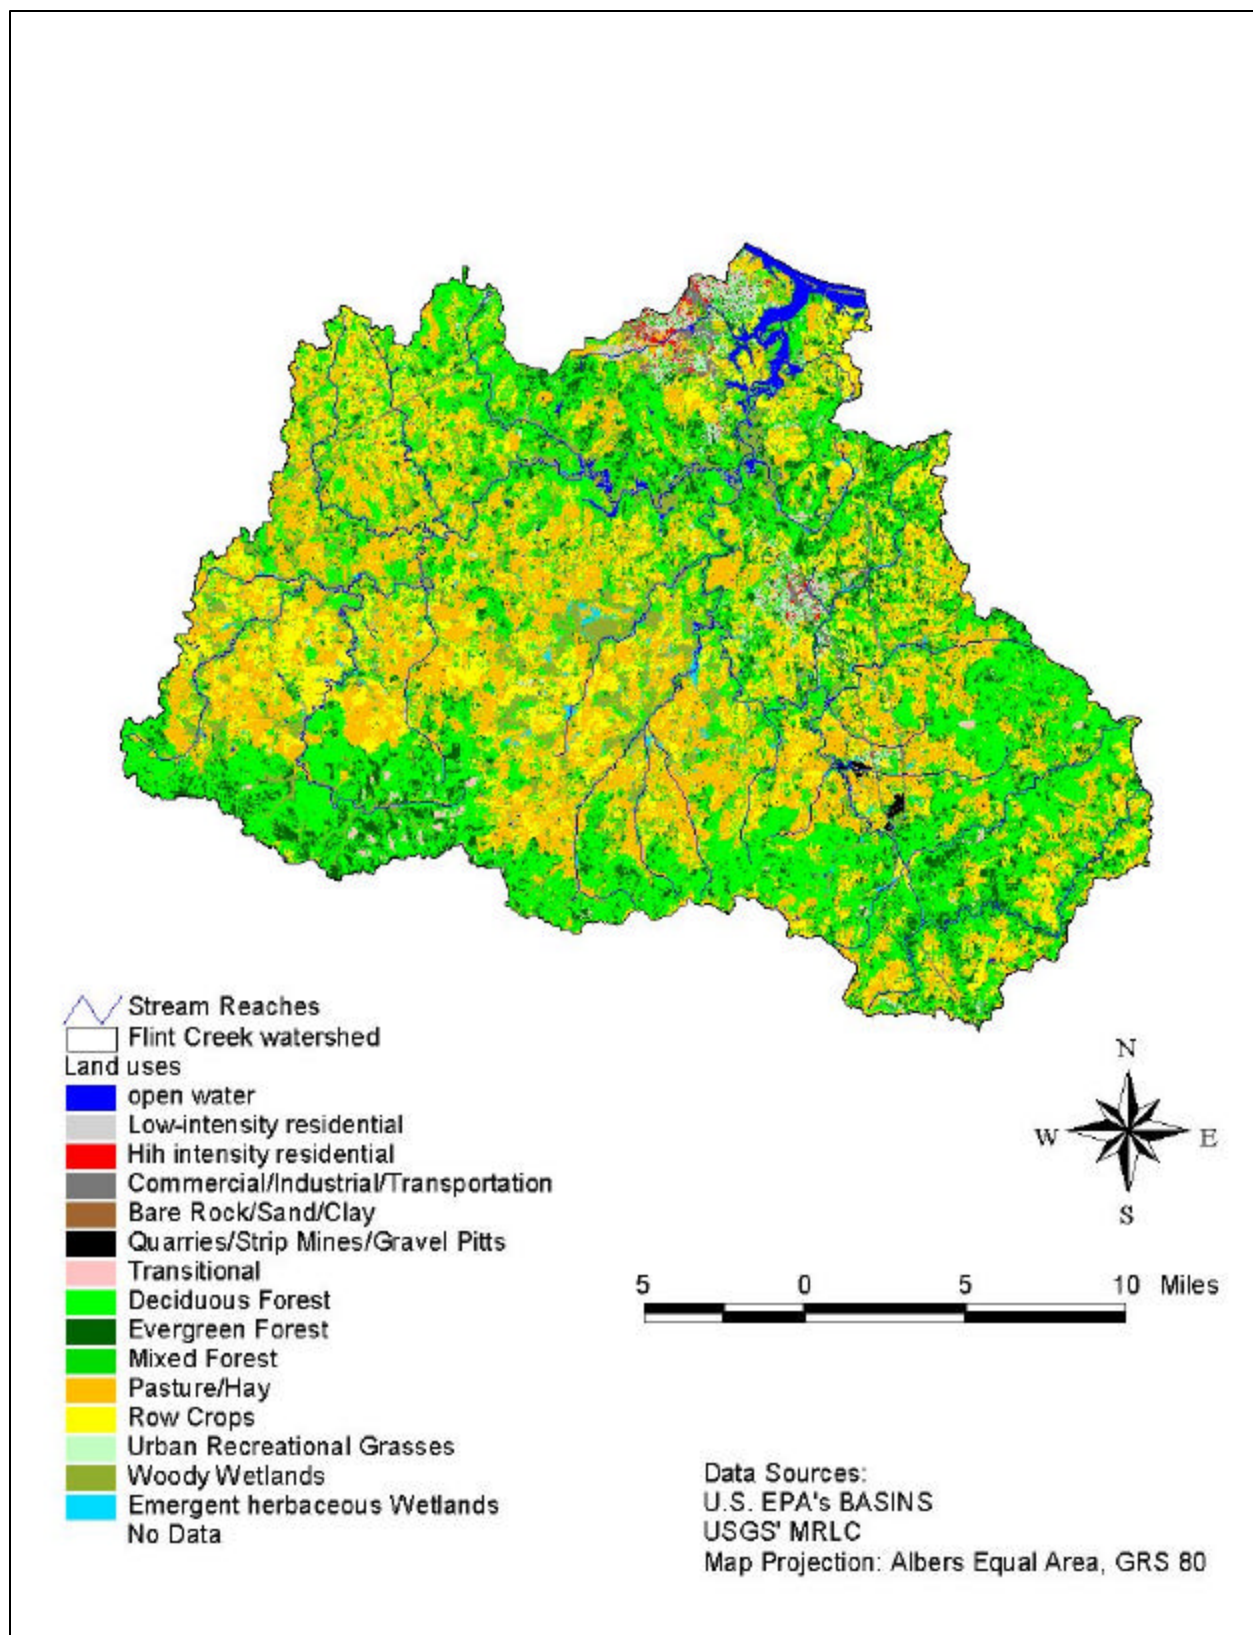 Stream Reaches
Flint Creek watershed
Land uses
open water
Low-intensity residential
Hih intensity residential
Commercial/Industrial/Transportation
Bare Rock/Sand/Clay
Quarries/Strip Mines/Gravel Pitts
Transitional
Deciduous Forest
Evergreen Forest
Mixed Forest
Pasture/Hay
Row Crops
Urban Recreational Grasses
Woody Wetlands
Emergent herbaceous Wetlands
No Data
N
W E
S
5 0 5 10 Miles
Data Sources:
U.S. EPA's BASINS
USGS' MRLC
Map Projection: Albers Equal Area, GRS 80